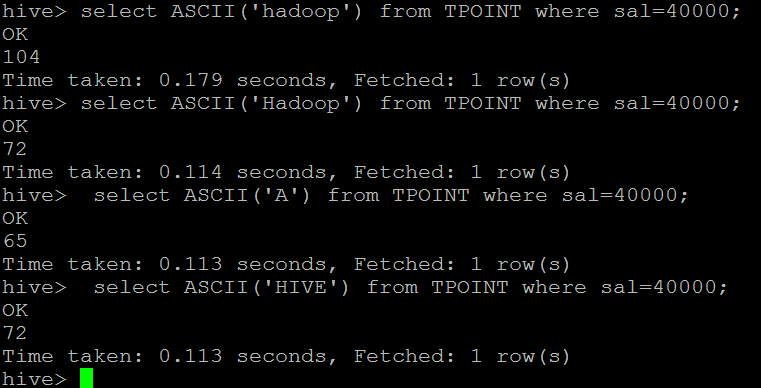 hive> select ASCII('hadoop') from TPOINT where sal=40000;
OK
104
Time taken: 0.179 seconds, Fetched: 1 row(s)
hive> select ASCII('Hadoop') from TPOINT where sal=40000;
OK
72
Time taken: 0.114 seconds, Fetched: 1 row(s)
hive>  select ASCII('A') from TPOINT where sal=40000;
OK
65
Time taken: 0.113 seconds, Fetched: 1 row(s)
hive>  select ASCII('HIVE') from TPOINT where sal=40000;
OK
72
Time taken: 0.113 seconds, Fetched: 1 row(s)
hive>